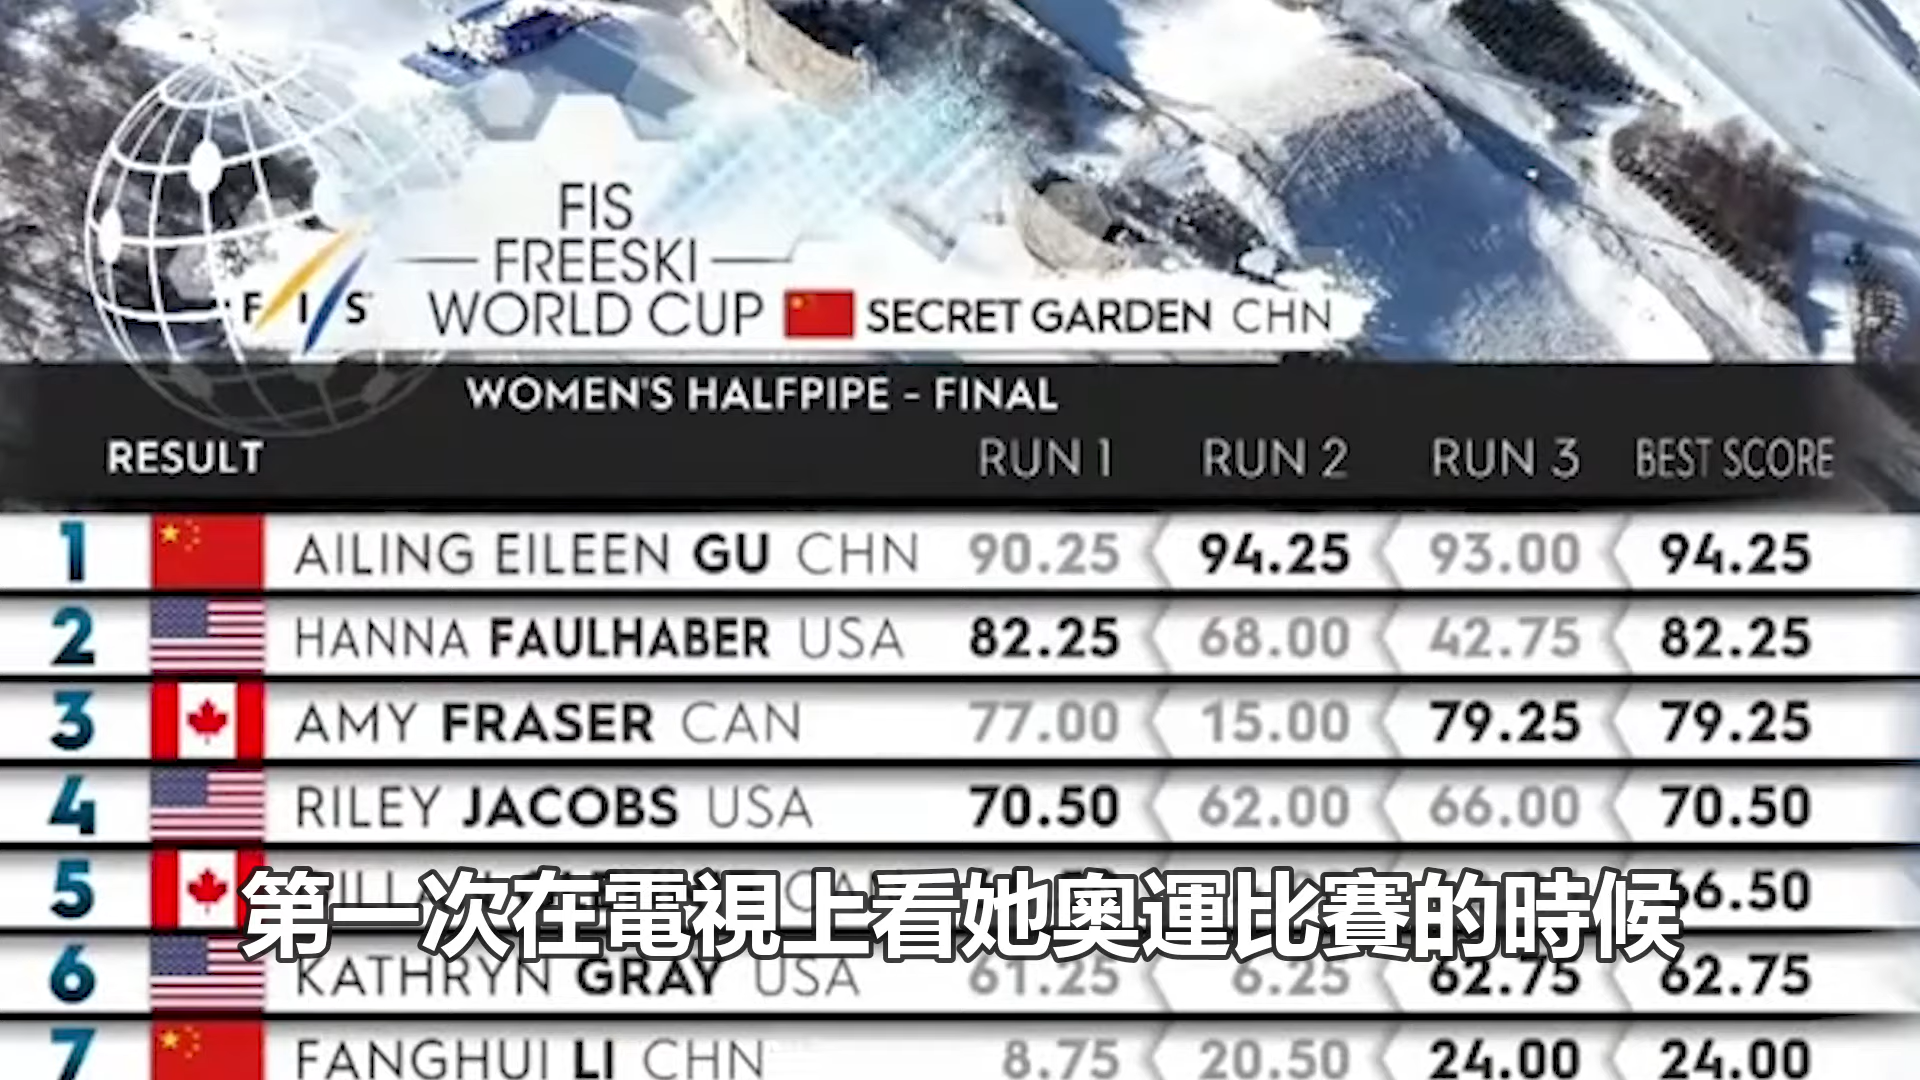 FIS
FREESKI
WORLD CUP SECRET GARDEN CHN
FIS
WOMEN'S HALFPIPE - FINAL
RESULT RUN 1 RUN 2 RUN 3 BEST SCORE
1 AILING EILEEN GU CHN 90.25 94.25 93.00 94.25
2 HANNA FAULHABER USA 82.25 68.00 42.75 82.25
3 AMY FRASER CAN 77.00 15.00 79.25 79.25
4 RILEY JACOBS USA 70.50 62.00 66.00 70.50
5 66.50
第一次在電視上看她奧運比賽的時候
6 KATHRYN GRAY USA 61.25 6.25 62.75 62.75
7 FANGHUI LI CHN 8.75 20.50 24.00 24.00